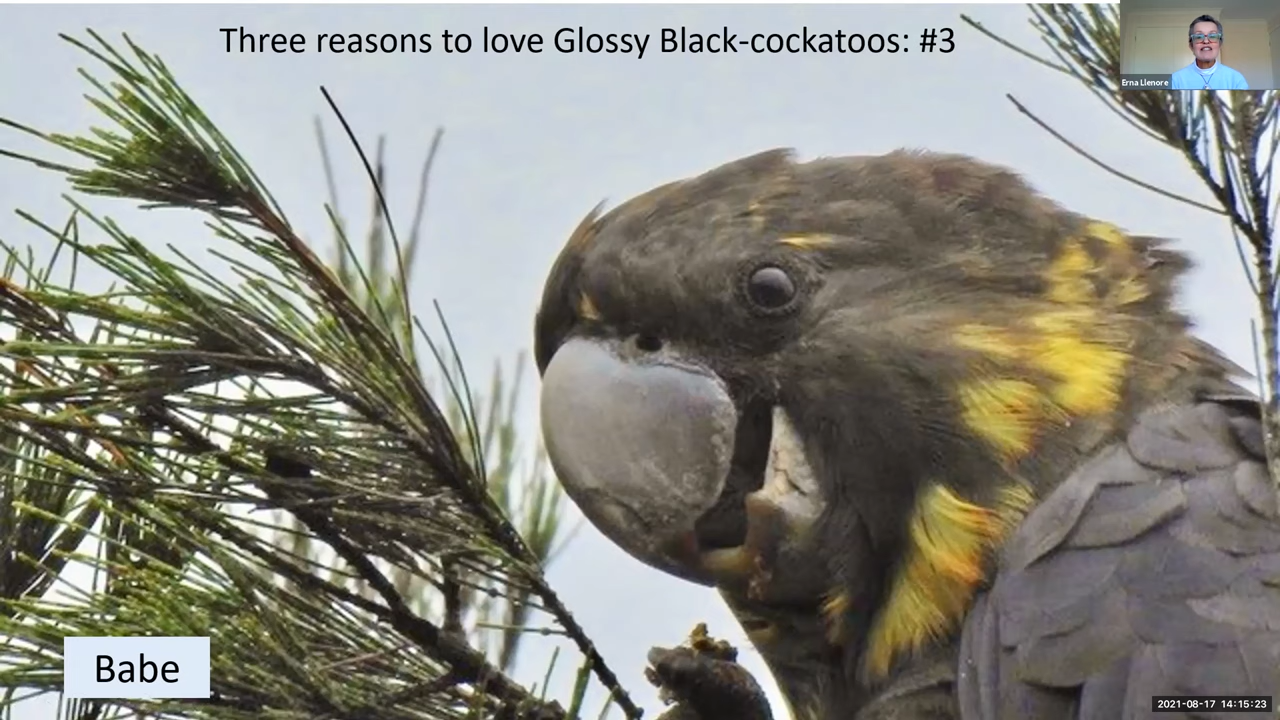 Three reasons to love Glossy Black-cockatoos: #3
Erna Llenore
Babe
2021-08-17 14:15:23